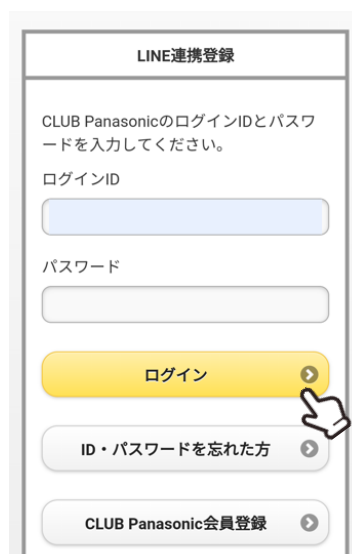 LINE連携登録
CLUB PanasonicのログインIDとパスワ
ードを入力してください。
ログインID
パスワード
ログイン
ID・パスワードを忘れた方
CLUB Panasonic会員登録